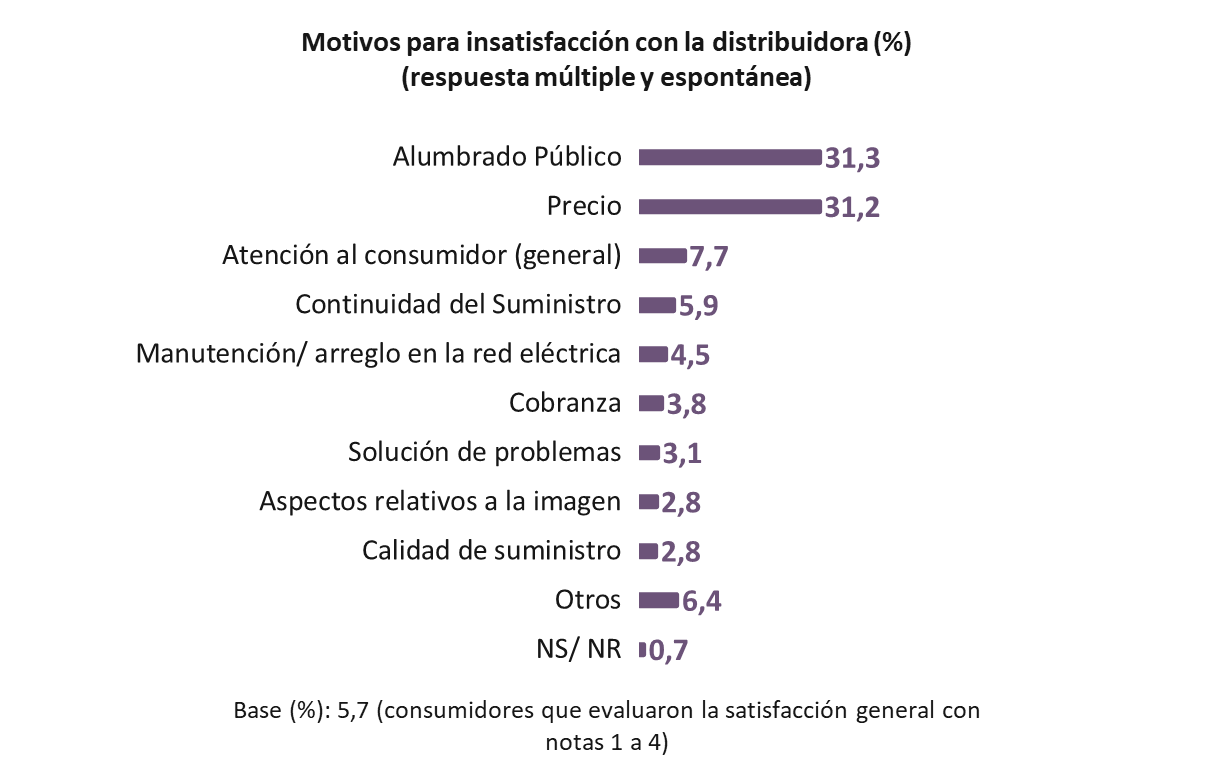 Motivos para insatisfacción con la distribuidora (%)
(respuesta múltiple y espontánea)
Alumbrado Público 31,3
Precio 31,2
Atención al consumidor (general) 7,7
Continuidad del Suministro 5,9
Manutención/ arreglo en la red eléctrica 4,5
Cobranza 3,8
Solución de problemas 3,1
Aspectos relativos a la imagen 2,8
Calidad de suministro 2,8
Otros 6,4
NS/ NR 0,7
Base (%): 5,7 (consumidores que evaluaron la satisfacción general con
notas 1 a 4)